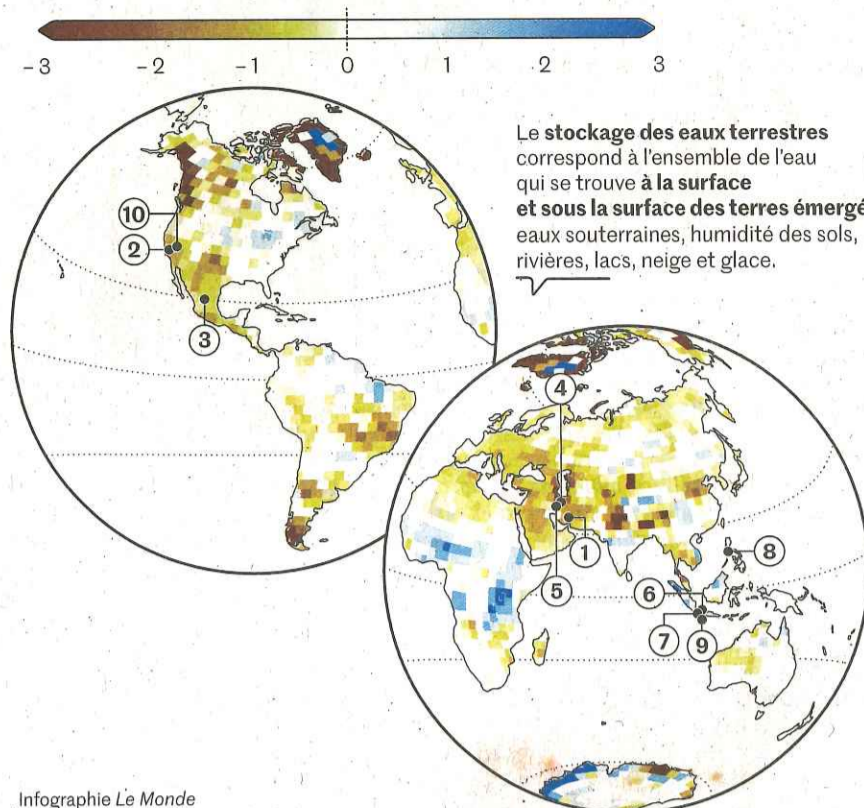 -3 -2 -1 0 1 2 3
Le stockage des eaux terrestres
correspond à l'ensemble de l'eau
qui se trouve à la surface
et sous la surface des terres émergé
eaux souterraines, humidité des sols,
rivières, lacs, neige et glace.
10
2
3
4
1
5
8
6
7
9
Infographie Le Monde